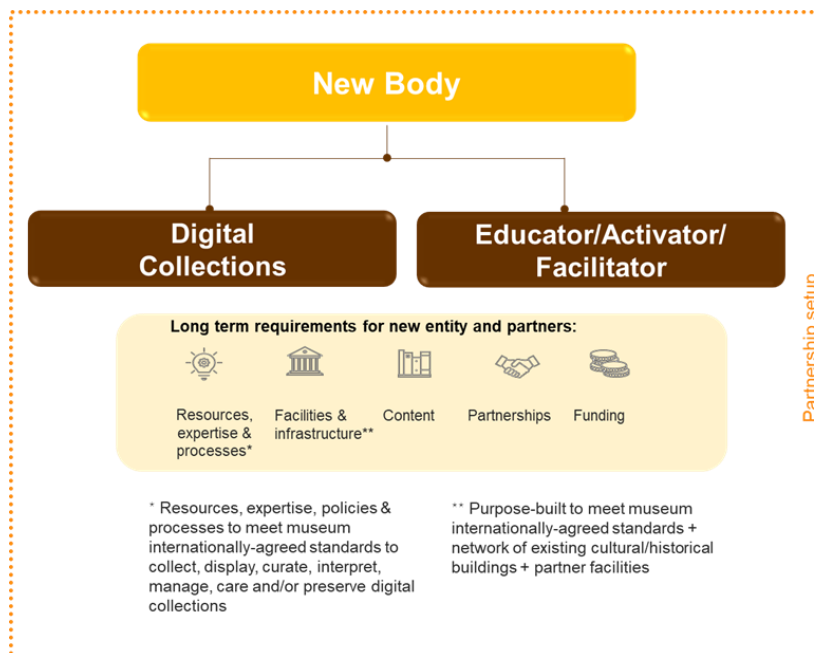 New Body
Digital
Collections
Educator/Activator/
Facilitator
Long term requirements for new entity and partners:
Resources,
expertise &
processes*
Facilities &
infrastructure**
Content
Partnerships
Funding
* Resources, expertise, policies &
processes to meet museum
internationally-agreed standards to
collect, display, curate, interpret,
manage, care and/or preserve digital
collections
** Purpose-built to meet museum
internationally-agreed standards +
network of existing cultural/historical
buildings + partner facilities
Partnership setup